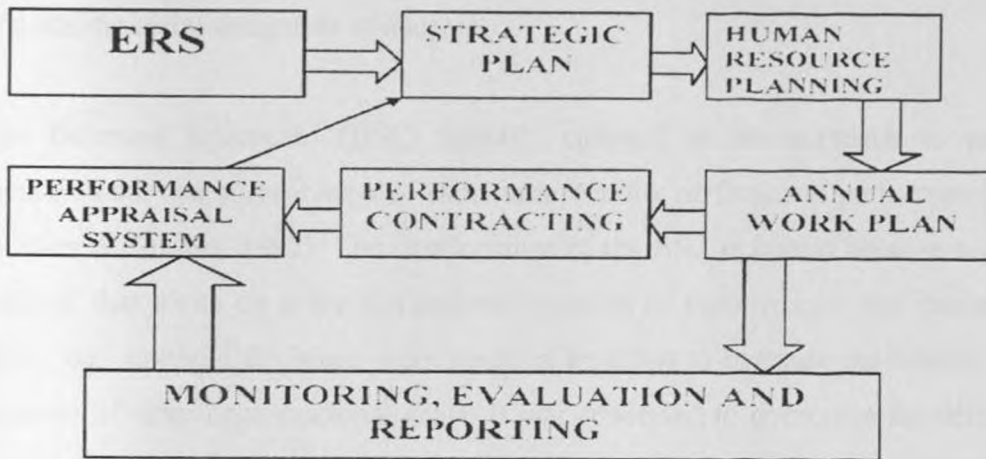 ERS
STRATEGIC
PLAN
HUMAN
RESOURCE
PLANNING
PERFORMANCE
APPRAISAL
SYSTEM
PERFORMANCE
CONTRACTING
ANNUAL
WORK PLAN
MONITORING, EVALUATION AND
REPORTING